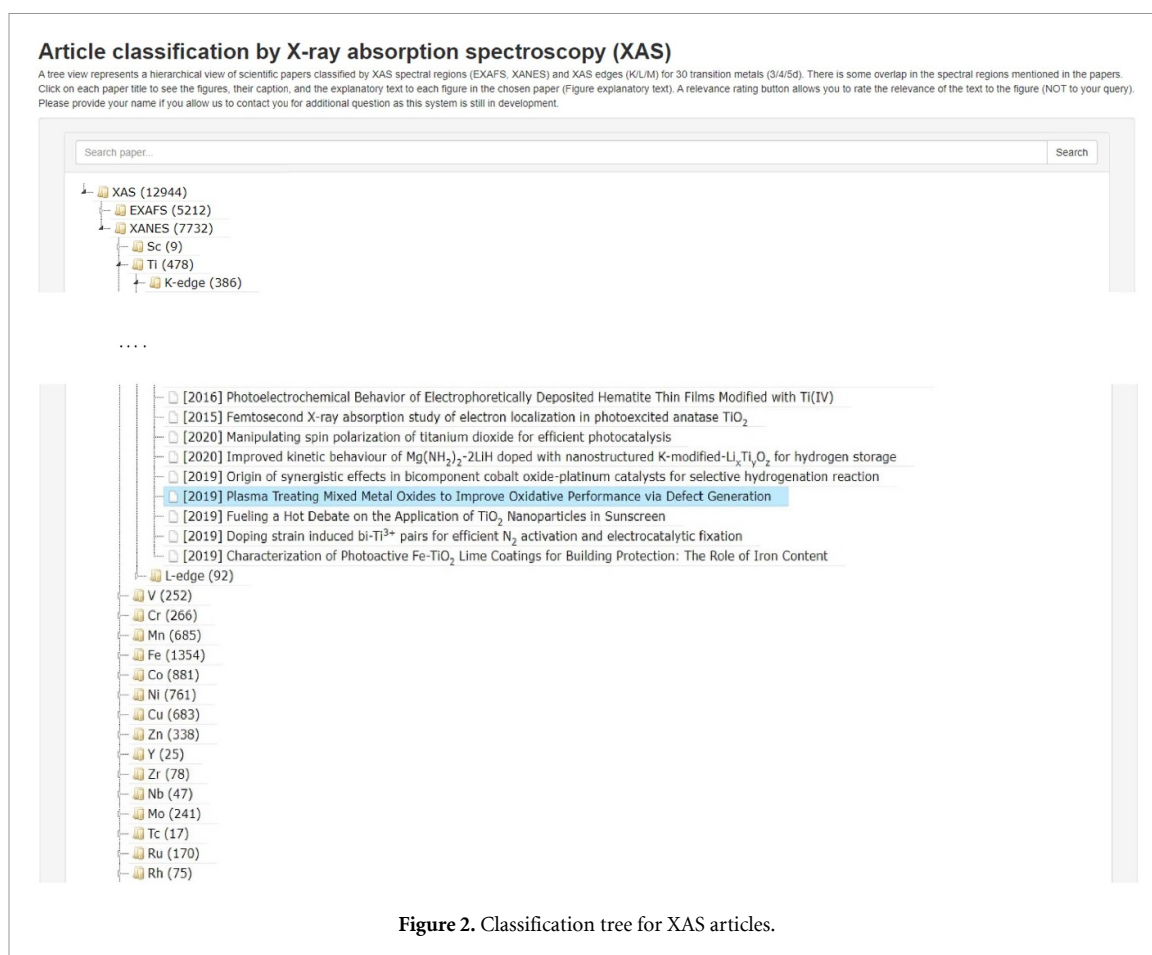 Article classification by X-ray absorption spectroscopy (XAS)
A tree view represents a hierarchical view of scientific papers classified by XAS spectral regions (EXAFS, XANES) and XAS edges (K/L/M) for 30 transition metals (3/4/5d). There is some overlap in the spectral regions mentioned in the papers.
Click on each paper title to see the figures, their caption, and the explanatory text to each figure in the chosen paper (Figure explanatory text). A relevance rating button allows you to rate the relevance of the text to the figure (NOT to your query).
Please provide your name if you allow us to contact you for additional question as this system is still in development.
Search paper... Search
XAS (12944)
EXAFS (5212)
XANES (7732)
Sc (9)
Ti (478)
K-edge (386)
....
[2016] Photoelectrochemical Behavior of Electrophoretically Deposited Hematite Thin Films Modified with Ti(IV)
[2015] Femtosecond X-ray absorption study of electron localization in photoexcited anatase TiO₂
[2020] Manipulating spin polarization of titanium dioxide for efficient photocatalysis
[2020] Improved kinetic behaviour of Mg(NH₂)₂-2LiH doped with nanostructured K-modified-LiₓTiᵧO_z for hydrogen storage
[2019] Origin of synergistic effects in bicomponent cobalt oxide-platinum catalysts for selective hydrogenation reaction
[2019] Plasma Treating Mixed Metal Oxides to Improve Oxidative Performance via Defect Generation
[2019] Fueling a Hot Debate on the Application of TiO₂ Nanoparticles in Sunscreen
[2019] Doping strain induced bi-Ti³⁺ pairs for efficient N₂ activation and electrocatalytic fixation
[2019] Characterization of Photoactive Fe-TiO₂ Lime Coatings for Building Protection: The Role of Iron Content
L-edge (92)
V (252)
Cr (266)
Mn (685)
Fe (1354)
Co (881)
Ni (761)
Cu (683)
Zn (338)
Y (25)
Zr (78)
Nb (47)
Mo (241)
Tc (17)
Ru (170)
Rh (75)
Figure 2. Classification tree for XAS articles.